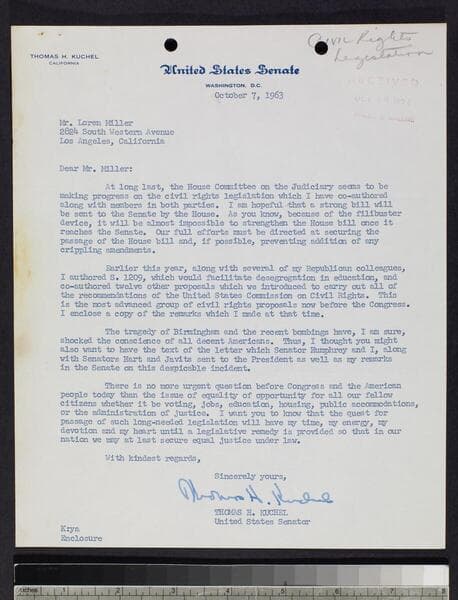 Civil Rights
Legislation
THOMAS H. KUCHEL
CALIFORNIA
United States Senate
WASHINGTON, D.C.
October 7, 1963
RECEIVED
Mr. Loren Miller
2824 South Western Avenue
Los Angeles, California
Dear Mr. Miller:
At long last, the House Committee on the Judiciary seems to be
making progress on the civil rights legislation which I have co-authored
along with members in both parties. I am hopeful that a strong bill will
be sent to the Senate by the House. As you know, because of the filibuster
device, it will be almost impossible to strengthen the House bill once it
reaches the Senate. Our full efforts must be directed at securing the
passage of the House bill and, if possible, preventing addition of any
crippling amendments.
Earlier this year, along with several of my Republican colleagues,
I authored S. 1209, which would facilitate desegregation in education, and
co-authored twelve other proposals which we introduced to carry out all of
the recommendations of the United States Commission on Civil Rights. This
is the most advanced group of civil rights proposals now before the Congress.
I enclose a copy of the remarks which I made at that time.
The tragedy of Birmingham and the recent bombings have, I am sure,
shocked the conscience of all decent Americans. Thus, I thought you might
also want to have the text of the letter which Senator Humphrey and I, along
with Senators Hart and Javits sent to the President as well as my remarks
in the Senate on this despicable incident.
There is no more urgent question before Congress and the American
people today than the issue of equality of opportunity for all our fellow
citizens whether it be voting, jobs, education, housing, public accommodations,
or the administration of justice. I want you to know that the quest for
passage of such long-needed legislation will have my time, my energy, my
devotion and my heart until a legislative remedy is provided so that in our
nation we may at last secure equal justice under law.
With kindest regards,
Sincerely yours,
Thomas H. Kuchel
THOMAS H. KUCHEL
United States Senator
K:ya
Enclosure
inches 1 2 3 4 5 6 7 8